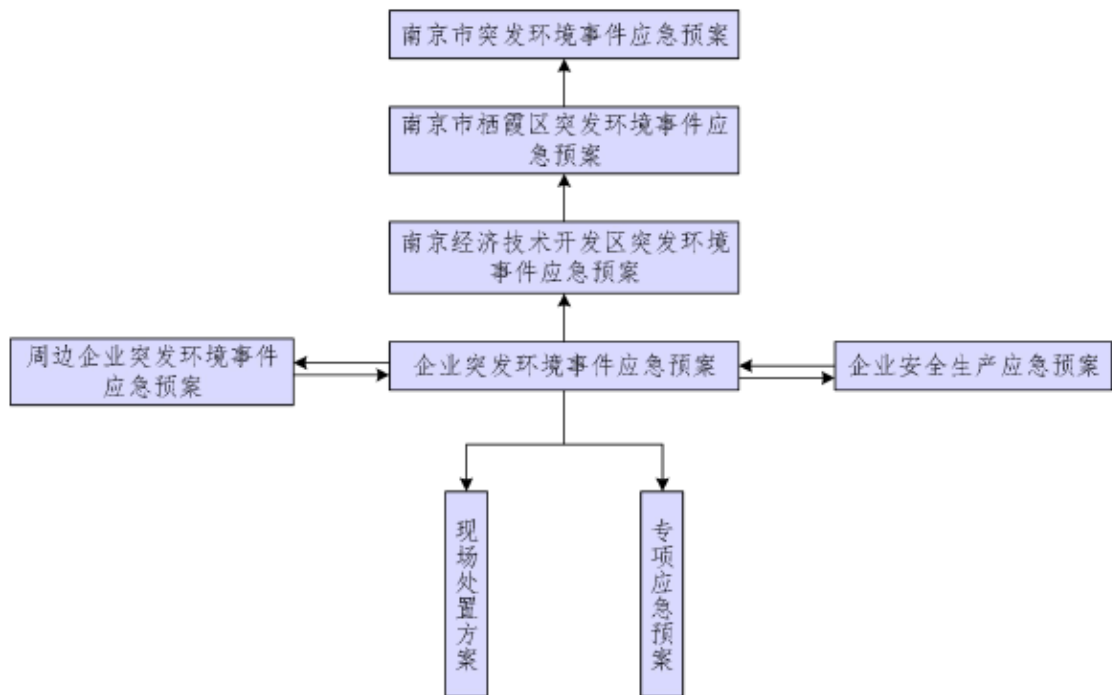 南京市突发环境事件应急预案
南京市栖霞区突发环境事件应
急预案
南京经济技术开发区突发环境
事件应急预案
周边企业突发环境事件
应急预案
企业突发环境事件应急预案
企业安全生产应急预案
现场处置方案
专项应急预案